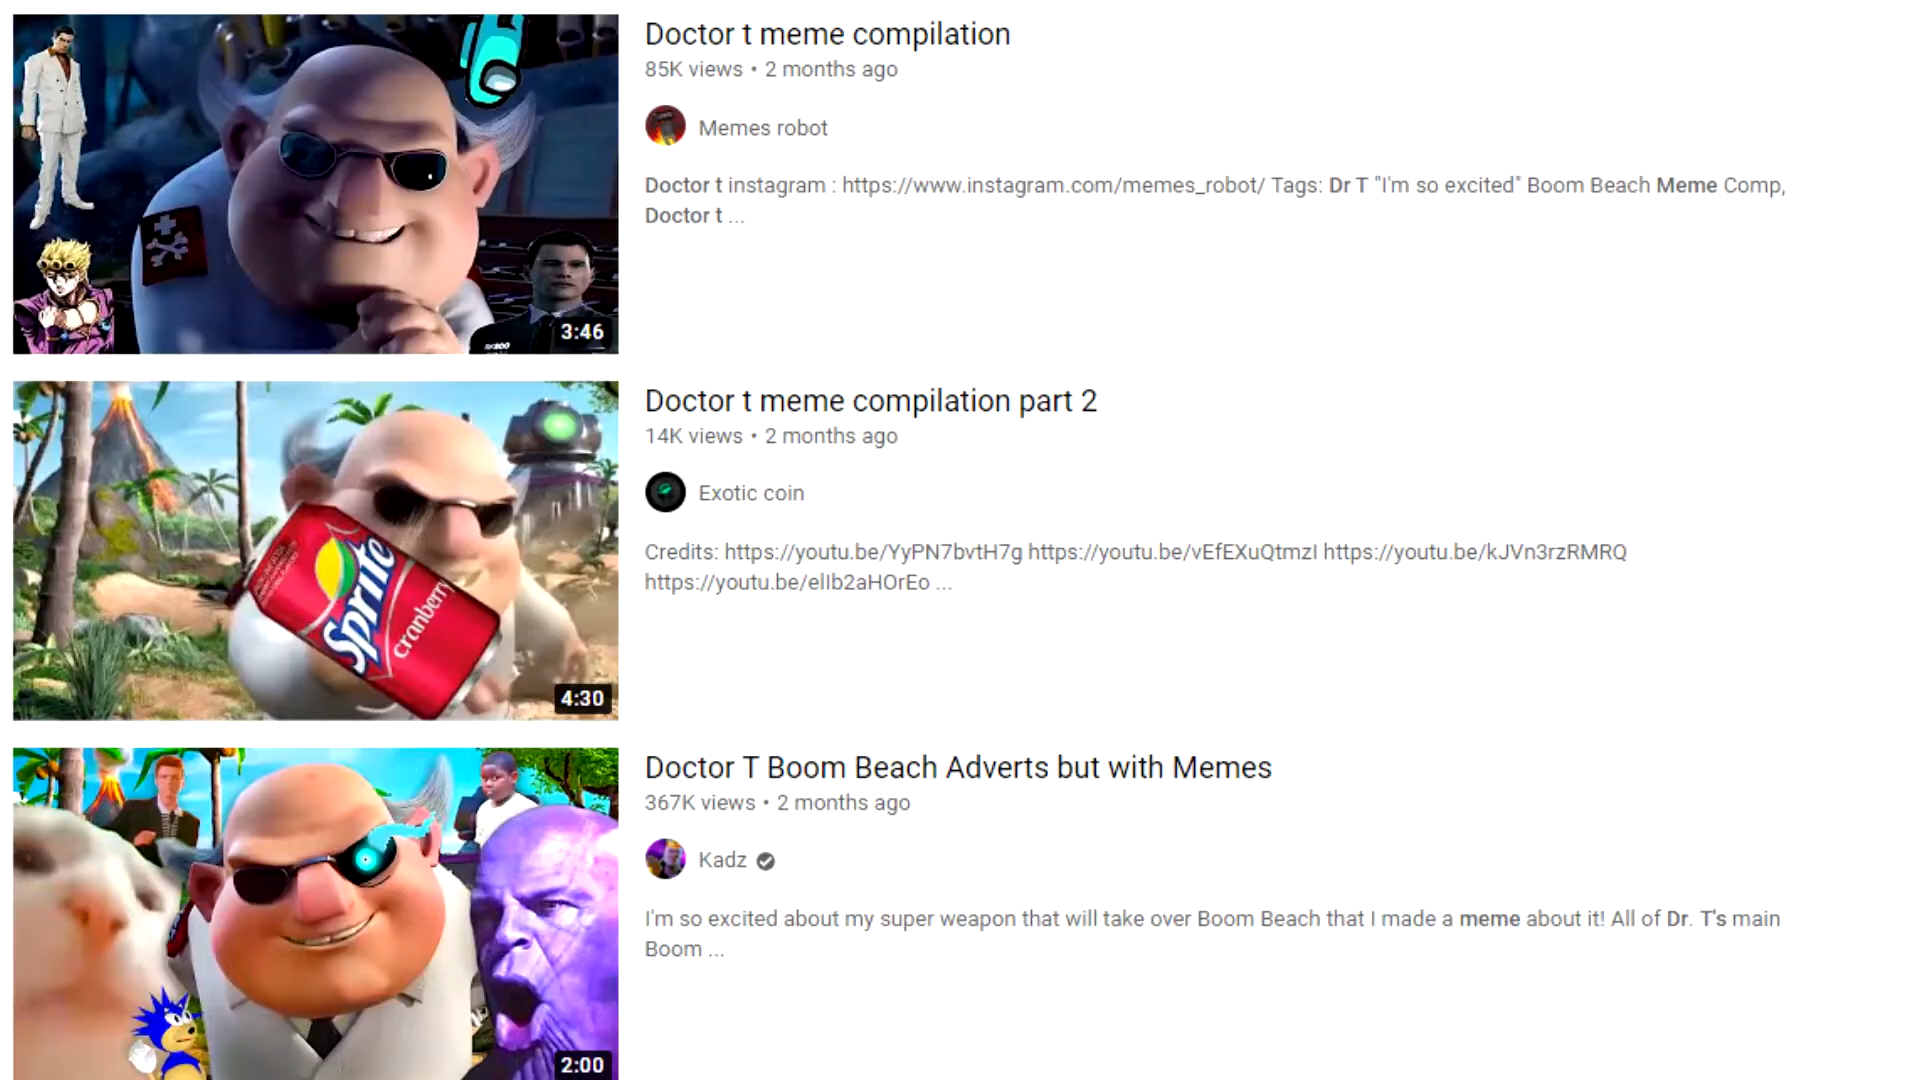 Doctor t meme compilation
85K views • 2 months ago
Memes robot
Doctor t instagram : https://www.instagram.com/memes_robot/ Tags: Dr T "I'm so excited" Boom Beach Meme Comp,
Doctor t ...
3:46
Doctor t meme compilation part 2
14K views • 2 months ago
Exotic coin
Credits: https://youtu.be/YyPN7bvtH7g https://youtu.be/vEfEXuQtmzI https://youtu.be/kJVn3rzRMRQ
https://youtu.be/elIb2aHOrEo ...
Sprite
cranberry
4:30
Doctor T Boom Beach Adverts but with Memes
367K views • 2 months ago
Kadz
I'm so excited about my super weapon that will take over Boom Beach that I made a meme about it! All of Dr. T's main
Boom ...
2:00